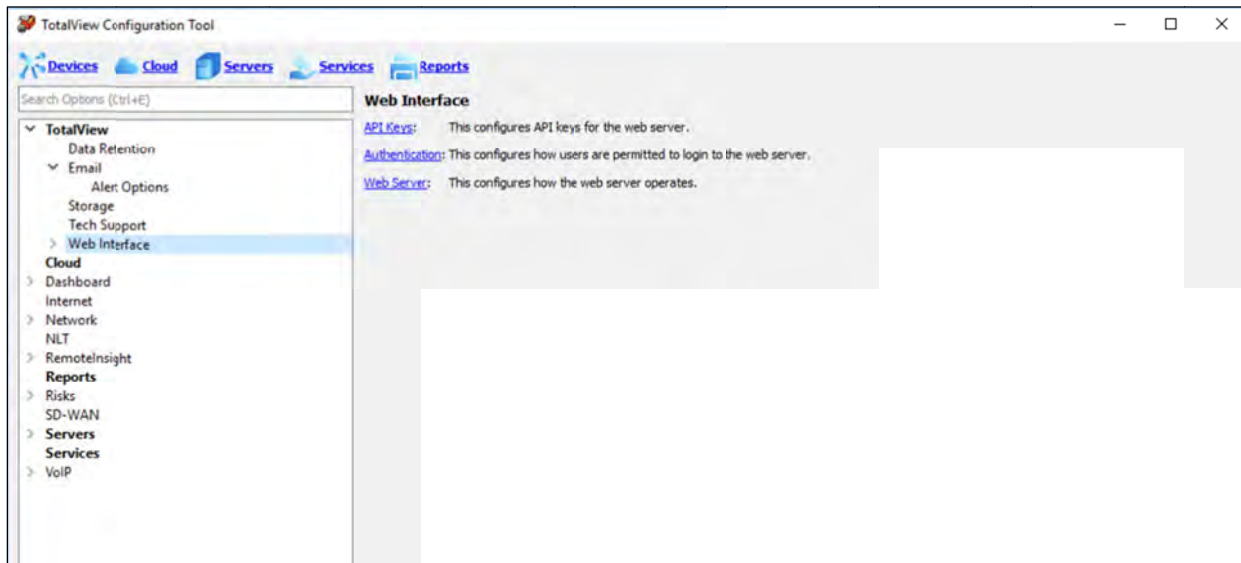 TotalView Configuration Tool
Devices Cloud Servers Services Reports
Search Options (Ctrl+E)
TotalView
Data Retention
Email
Alert Options
Storage
Tech Support
Web Interface
Cloud
Dashboard
Internet
Network
NLT
RemoteInsight
Reports
Risks
SD-WAN
Servers
Services
VoIP
Web Interface
API Keys: This configures API keys for the web server.
Authentication: This configures how users are permitted to login to the web server.
Web Server: This configures how the web server operates.